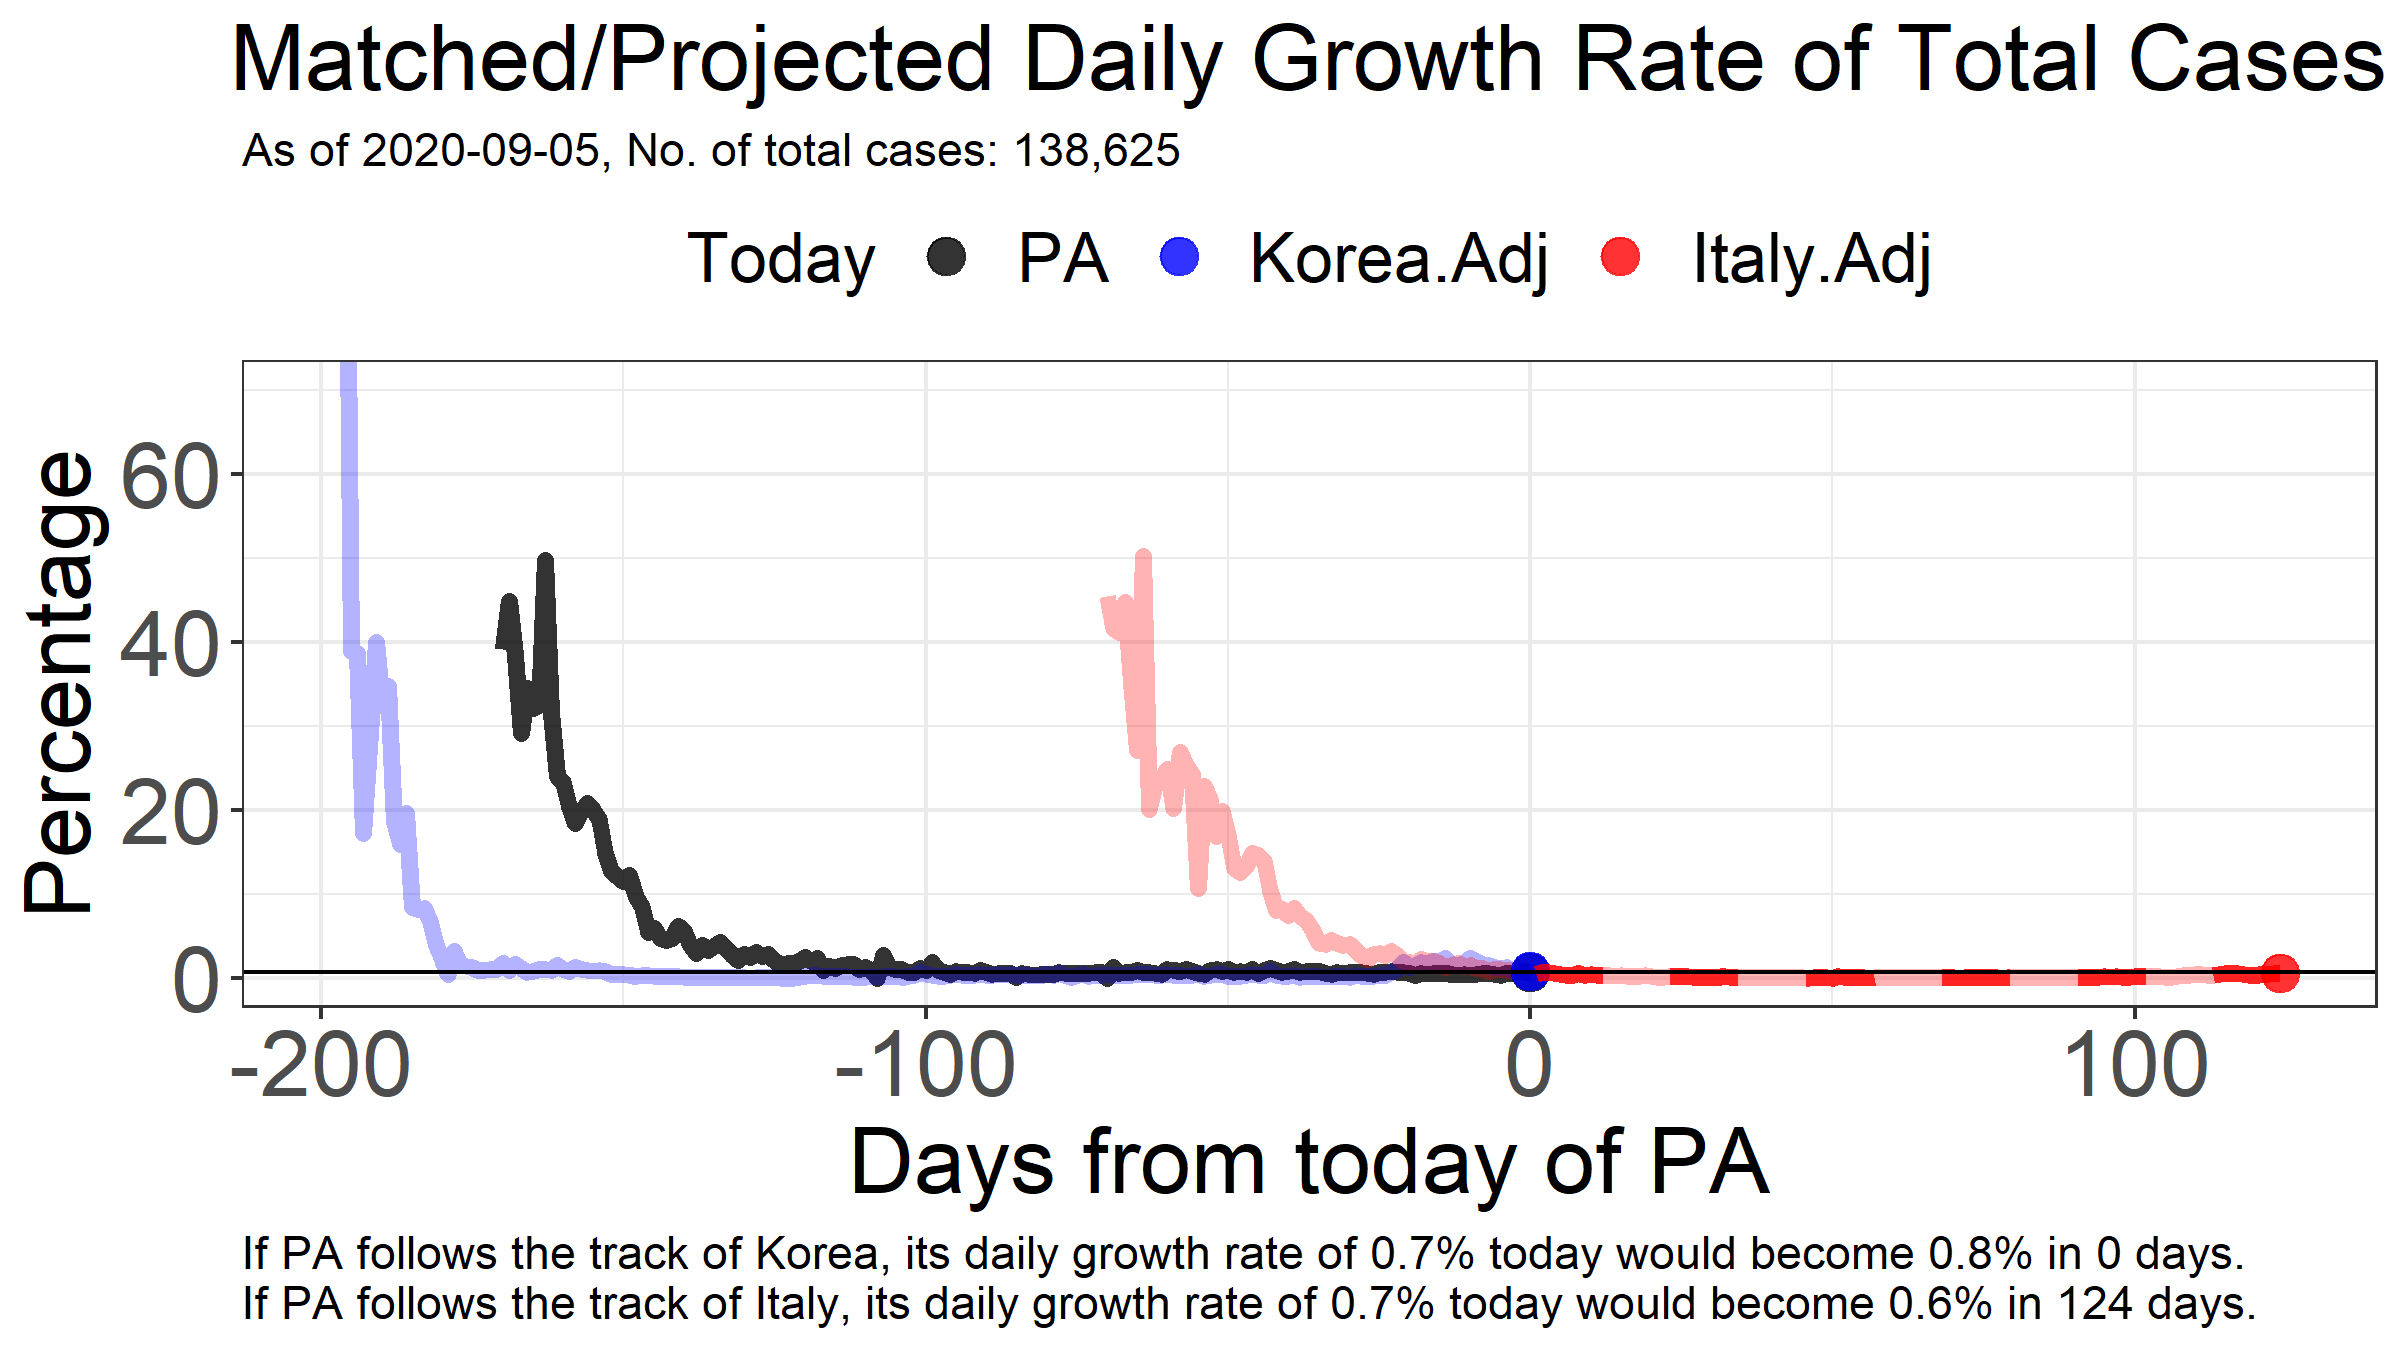 Matched/Projected Daily Growth Rate of Total Cases
As of 2020-09-05, No. of total cases: 138,625
Today PA Korea.Adj Italy.Adj
Percentage
60
40
20
0
-200 -100 0 100
Days from today of PA
If PA follows the track of Korea, its daily growth rate of 0.7% today would become 0.8% in 0 days.
If PA follows the track of Italy, its daily growth rate of 0.7% today would become 0.6% in 124 days.